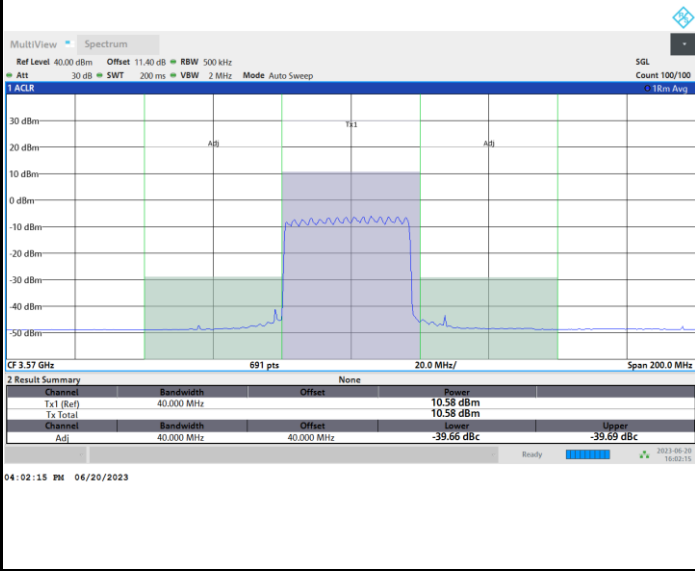 MultiView Spectrum
Ref Level 40.00 dBm Offset 11.40 dB RBW 500 kHz SGL
Att 30 dB SWT 200 ms VBW 2 MHz Mode Auto Sweep Count 100/100
1 ACLR 1Rm Avg
30 dBm
Tx1
20 dBm
Adj Adj
10 dBm
0 dBm
-10 dBm
-20 dBm
-30 dBm
-40 dBm
-50 dBm
CF 3.57 GHz 691 pts 20.0 MHz/ Span 200.0 MHz
2 Result Summary None
Channel Bandwidth Offset Power
Tx1 (Ref) 40.000 MHz 10.58 dBm
Tx Total 10.58 dBm
Channel Bandwidth Offset Lower Upper
Adj 40.000 MHz 40.000 MHz -39.66 dBc -39.69 dBc
Ready 2023-06-20
16:02:15
04:02:15 PM 06/20/2023